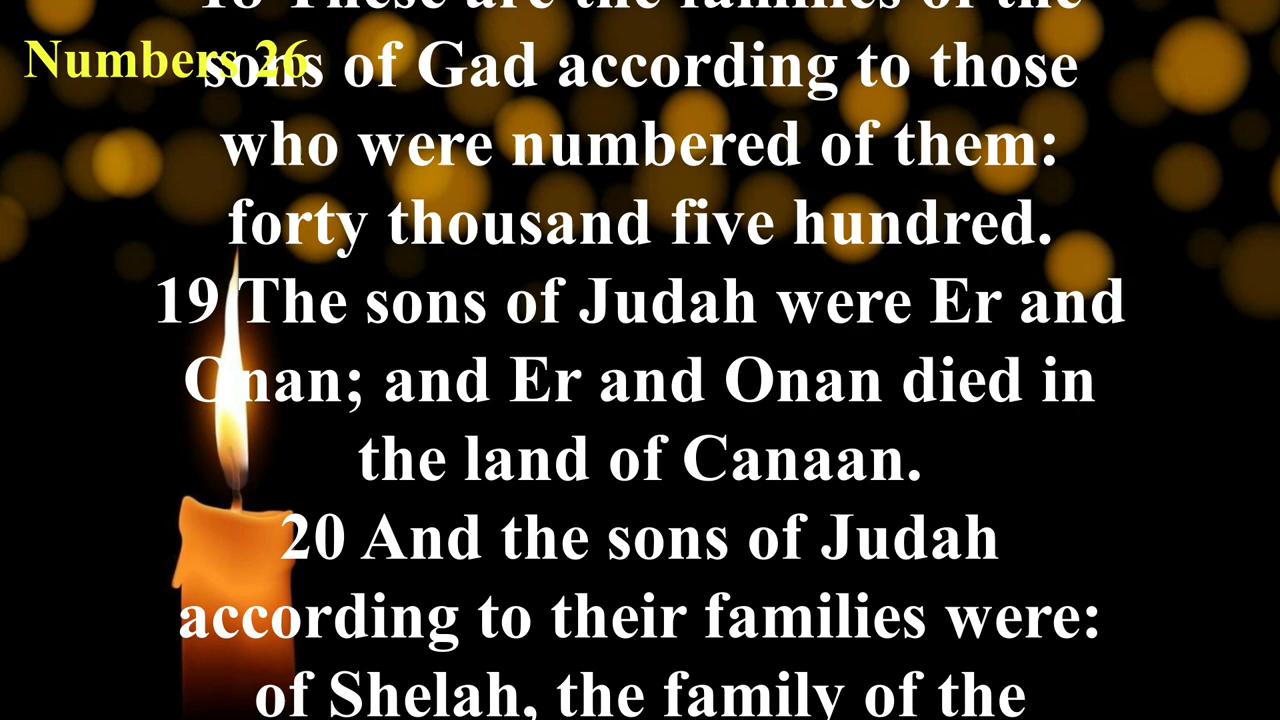 18 These are the families of the
Numbers 26
sons of Gad according to those
who were numbered of them:
forty thousand five hundred.
19 The sons of Judah were Er and
Onan; and Er and Onan died in
the land of Canaan.
20 And the sons of Judah
according to their families were:
of Shelah, the family of the